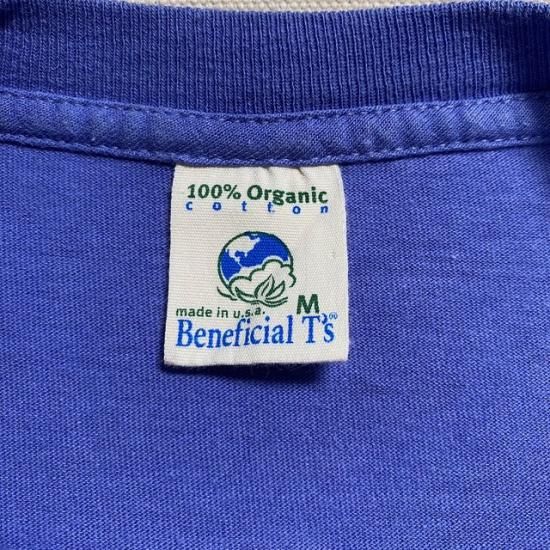 100% Organic
cotton
made in u.s.a. M
Beneficial T's